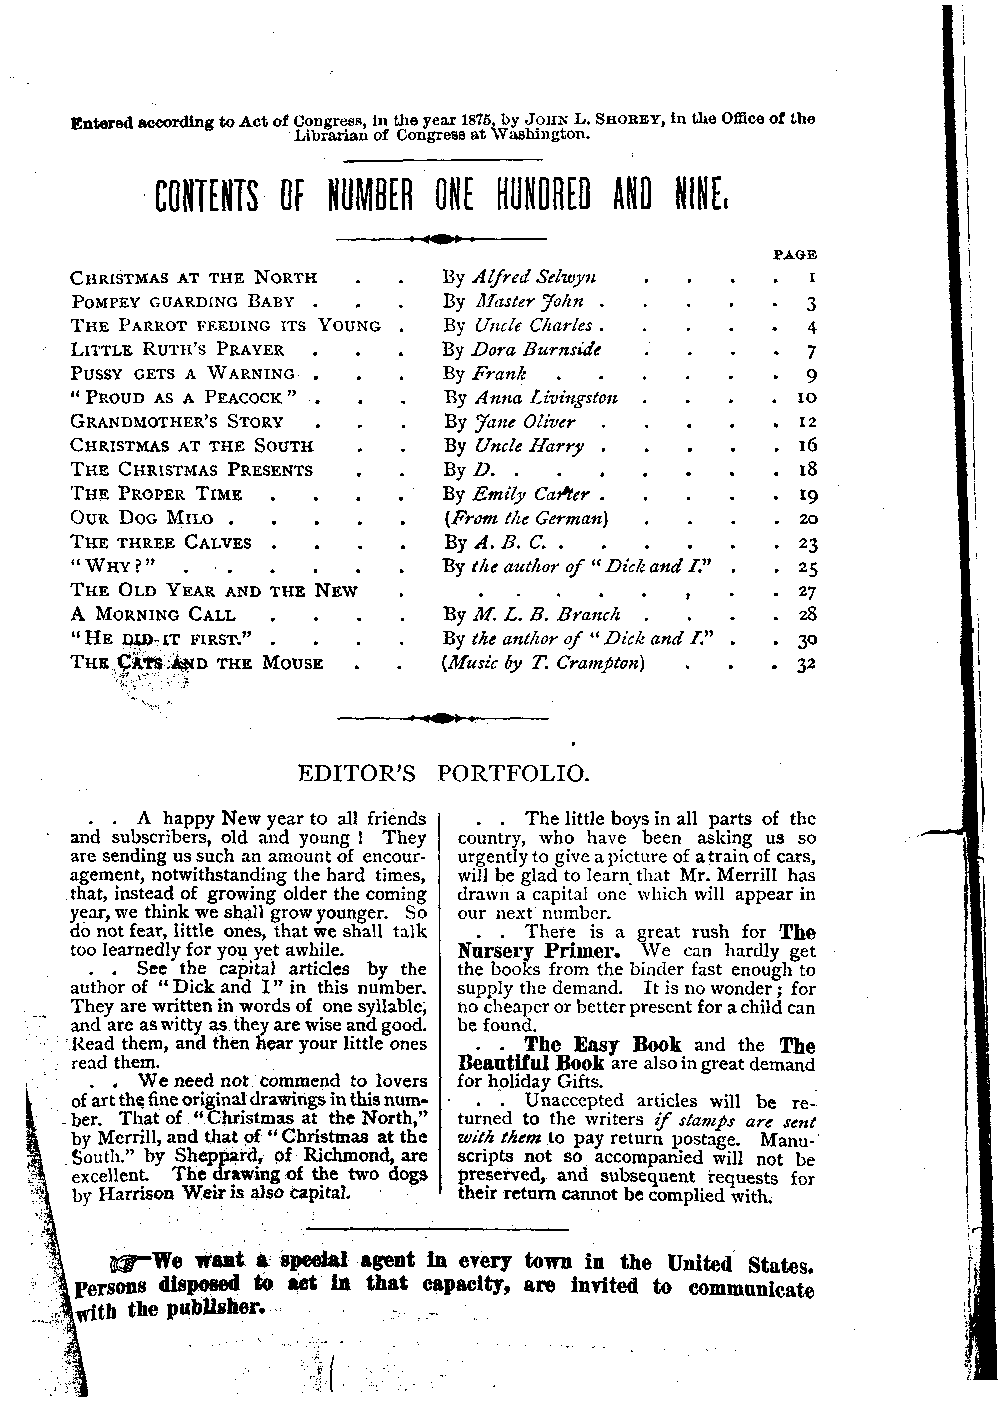 Entered according to Act of Congress, in the year 1875, by JOHN L. SHOREY, in the Office of the
Librarian of Congress at Washington.
CONTENTS OF NUMBER ONE HUNDRED AND NINE.
PAGE
CHRISTMAS AT THE NORTH . . By Alfred Selwyn . . . . 1
POMPEY GUARDING BABY . . . By Master John . . . . . 3
THE PARROT FEEDING ITS YOUNG . By Uncle Charles . . . . . 4
LITTLE RUTH'S PRAYER . . . By Dora Burnside . . . . 7
PUSSY GETS A WARNING . . . By Frank . . . . . . 9
"PROUD AS A PEACOCK" . . . By Anna Livingston . . . . 10
GRANDMOTHER'S STORY . . . By Jane Oliver . . . . . 12
CHRISTMAS AT THE SOUTH . . By Uncle Harry . . . . . 16
THE CHRISTMAS PRESENTS . . By D. . . . . . . . 18
THE PROPER TIME . . . . By Emily Carter . . . . . 19
OUR DOG MILO . . . . . (From the German) . . . . 20
THE THREE CALVES . . . . By A. B. C. . . . . . . 23
"WHY?" . . . . . . By the author of "Dick and I." . . 25
THE OLD YEAR AND THE NEW . . . . . . , . . 27
A MORNING CALL . . . . By M. L. B. Branch . . . . 28
"HE DID IT FIRST." . . . . By the author of "Dick and I." . . 30
THE CATS AND THE MOUSE . . (Music by T. Crampton) . . . 32
EDITOR'S PORTFOLIO.
. . A happy New year to all friends
and subscribers, old and young! They
are sending us such an amount of encour-
agement, notwithstanding the hard times,
that, instead of growing older the coming
year, we think we shall grow younger. So
do not fear, little ones, that we shall talk
too learnedly for you yet awhile.
. . See the capital articles by the
author of "Dick and I" in this number.
They are written in words of one syllable,
and are as witty as they are wise and good.
Read them, and then hear your little ones
read them.
. . We need not commend to lovers
of art the fine original drawings in this num-
ber. That of "Christmas at the North,"
by Merrill, and that of "Christmas at the
South." by Sheppard, of Richmond, are
excellent. The drawing of the two dogs
by Harrison Weir is also capital.
. . The little boys in all parts of the
country, who have been asking us so
urgently to give a picture of a train of cars,
will be glad to learn that Mr. Merrill has
drawn a capital one which will appear in
our next number.
. . There is a great rush for The
Nursery Primer. We can hardly get
the books from the binder fast enough to
supply the demand. It is no wonder; for
no cheaper or better present for a child can
be found.
. . The Easy Book and the The
Beautiful Book are also in great demand
for holiday Gifts.
. . Unaccepted articles will be re-
turned to the writers if stamps are sent
with them to pay return postage. Manu-
scripts not so accompanied will not be
preserved, and subsequent requests for
their return cannot be complied with.
☞We want a special agent in every town in the United States.
Persons disposed to act in that capacity, are invited to communicate
with the publisher.